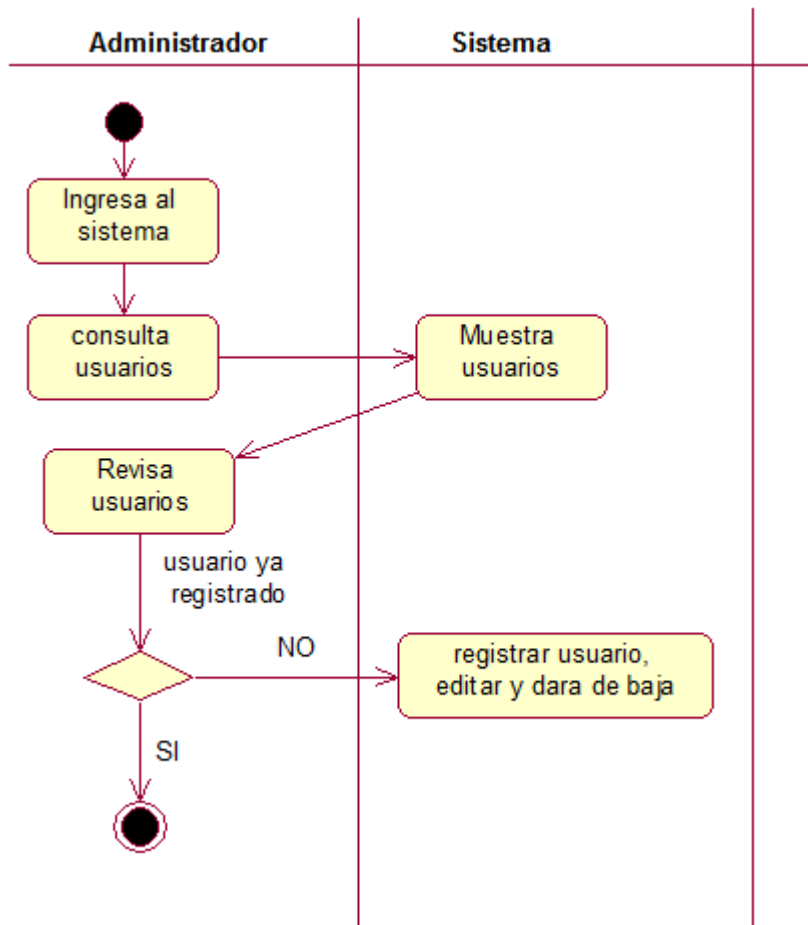 Administrador
Sistema
Ingresa al
sistema
consulta
usuarios
Muestra
usuarios
Revisa
usuarios
usuario ya
registrado
NO
registrar usuario,
editar y dara de baja
SI